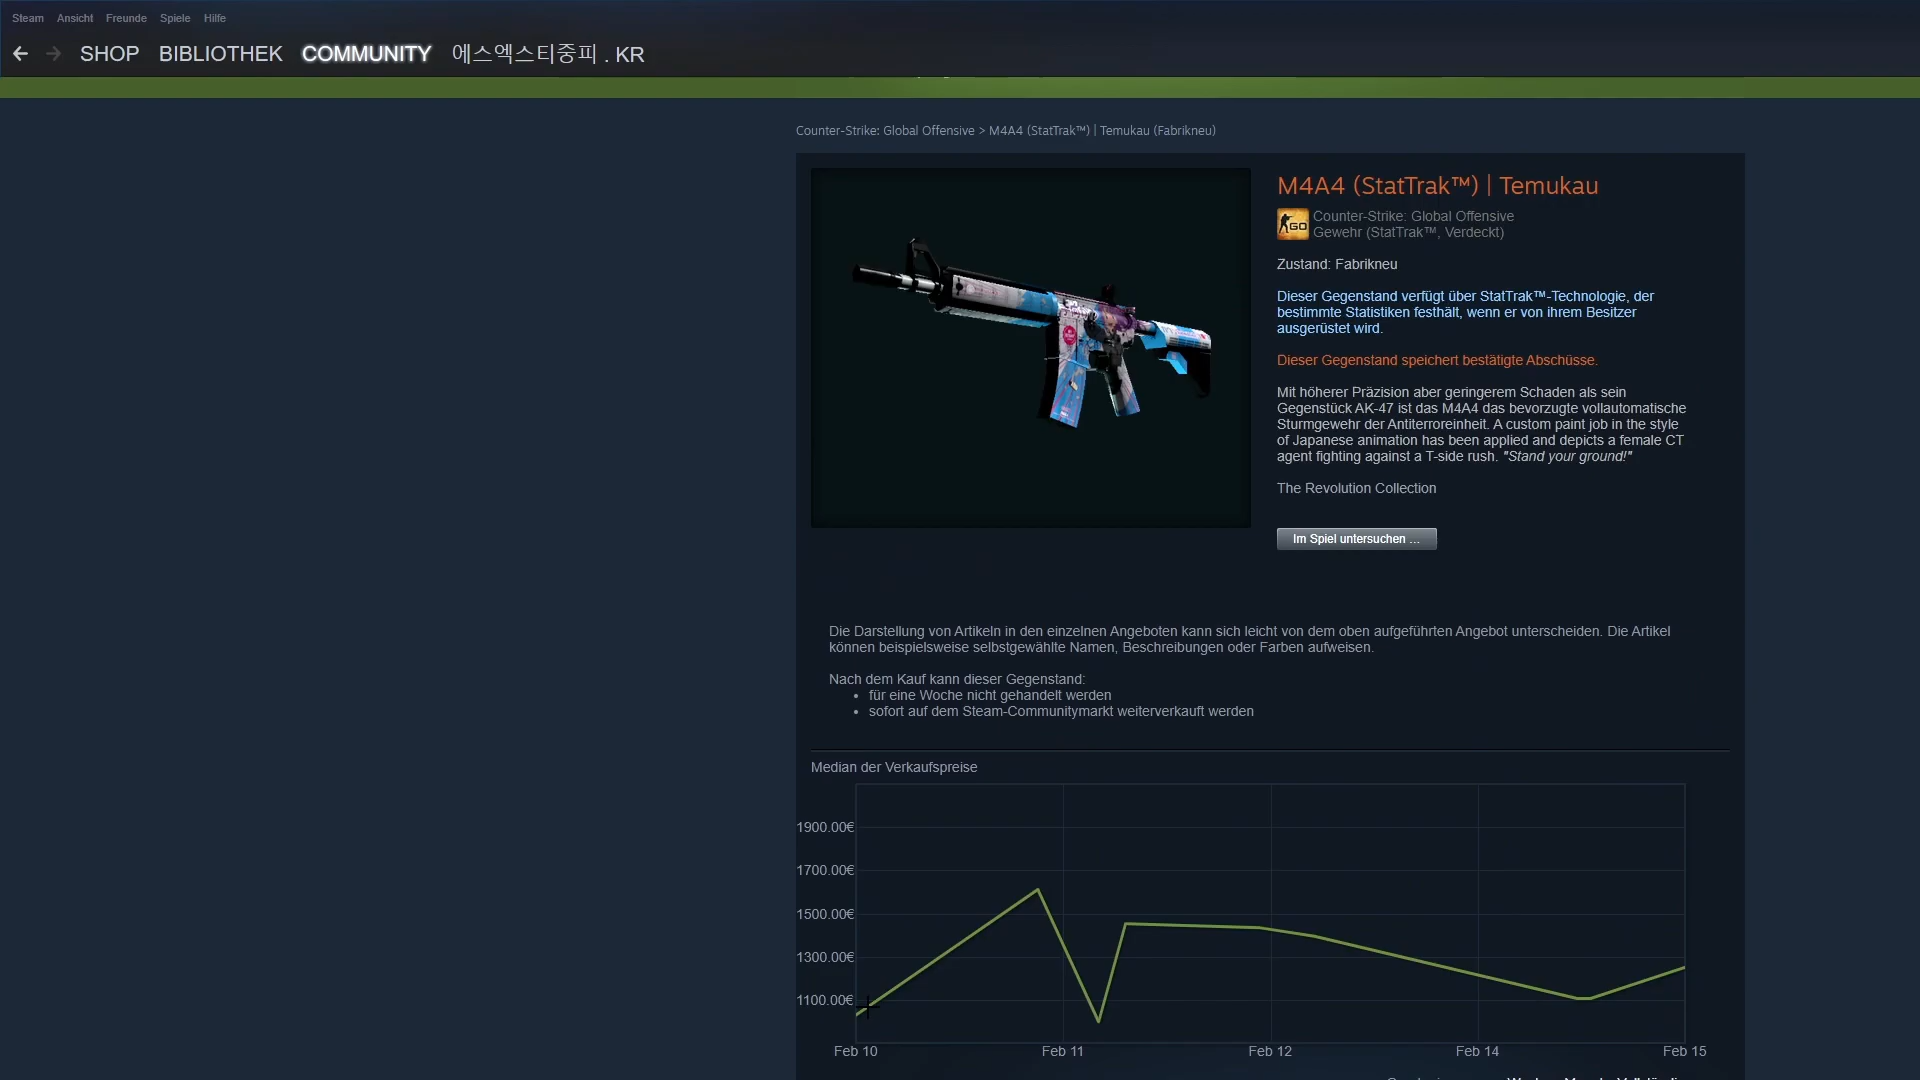 Steam Ansicht Freunde Spiele Hilfe
SHOP BIBLIOTHEK COMMUNITY 에스엑스티중피 . KR
Counter-Strike: Global Offensive > M4A4 (StatTrak™) | Temukau (Fabrikneu)
M4A4 (StatTrak™) | Temukau
GO
Counter-Strike: Global Offensive
Gewehr (StatTrak™, Verdeckt)
Zustand: Fabrikneu
Dieser Gegenstand verfügt über StatTrak™-Technologie, der
bestimmte Statistiken festhält, wenn er von ihrem Besitzer
ausgerüstet wird.
Dieser Gegenstand speichert bestätigte Abschüsse.
Mit höherer Präzision aber geringerem Schaden als sein
Gegenstück AK-47 ist das M4A4 das bevorzugte vollautomatische
Sturmgewehr der Antiterroreinheit. A custom paint job in the style
of Japanese animation has been applied and depicts a female CT
agent fighting against a T-side rush. "Stand your ground!"
The Revolution Collection
Im Spiel untersuchen ...
Die Darstellung von Artikeln in den einzelnen Angeboten kann sich leicht von dem oben aufgeführten Angebot unterscheiden. Die Artikel
können beispielsweise selbstgewählte Namen, Beschreibungen oder Farben aufweisen.
Nach dem Kauf kann dieser Gegenstand:
• für eine Woche nicht gehandelt werden
• sofort auf dem Steam-Communitymarkt weiterverkauft werden
Median der Verkaufspreise
1900.00€
1700.00€
1500.00€
1300.00€
1100.00€
Feb 10 Feb 11 Feb 12 Feb 14 Feb 15